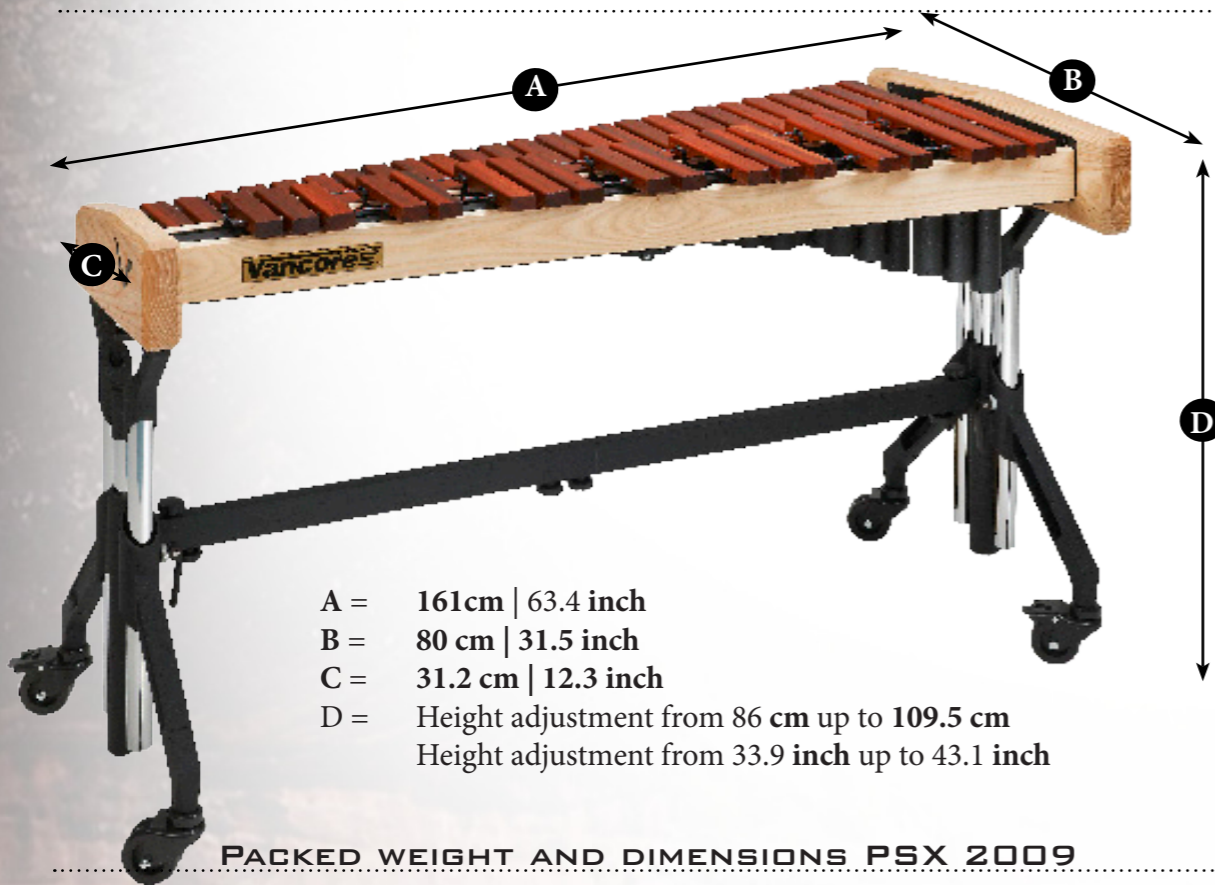 A
B
C
Vancore
D
A = 161cm | 63.4 inch
B = 80 cm | 31.5 inch
C = 31.2 cm | 12.3 inch
D = Height adjustment from 86 cm up to 109.5 cm
Height adjustment from 33.9 inch up to 43.1 inch
PACKED WEIGHT AND DIMENSIONS PSX 2009